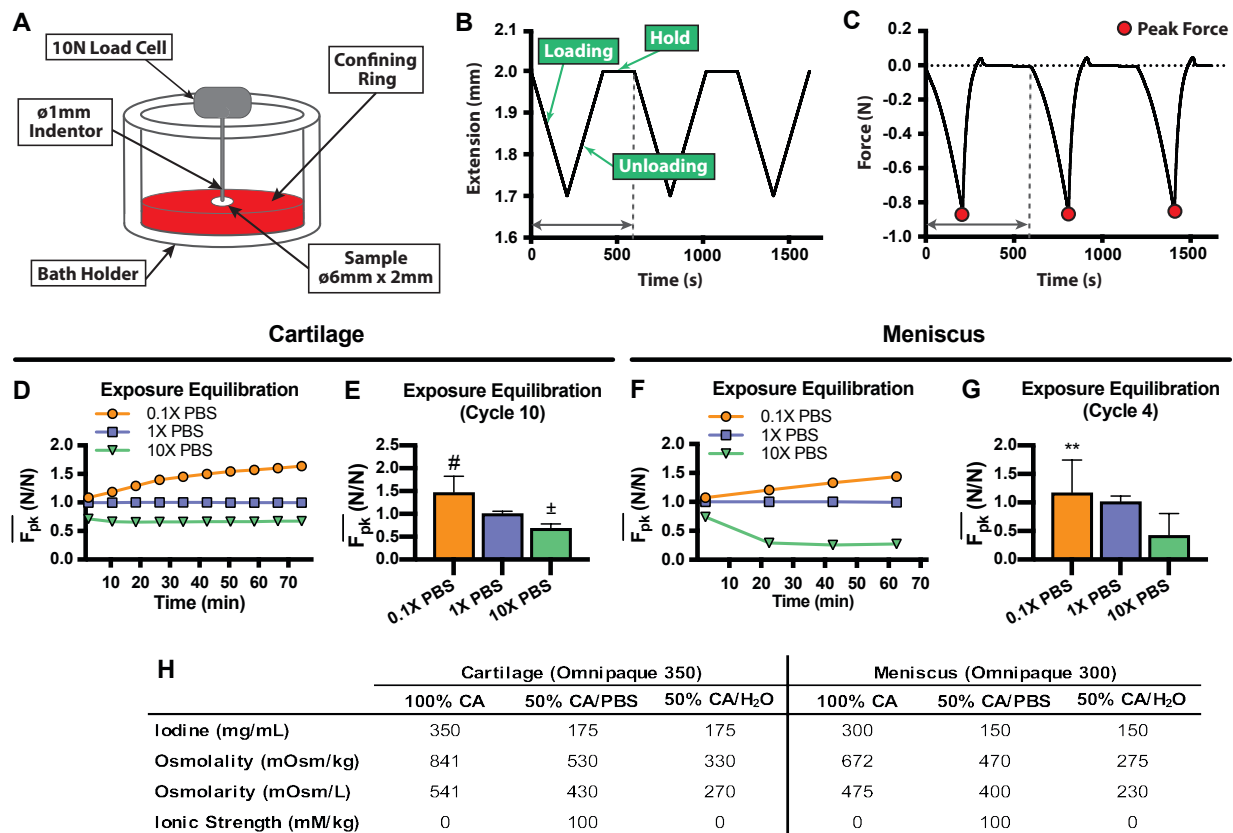 A
10N Load Cell
Confining
Ring
ø1mm
Indentor
Bath Holder
Sample
ø6mm x 2mm
B
Extension (mm)
2.1
2.0
1.9
1.8
1.7
1.6
Loading
Hold
Unloading
0
500
1000
1500
Time (s)
C
Peak Force
Force (N)
0.2
0.0
-0.2
-0.4
-0.6
-0.8
-1.0
0
500
1000
1500
Time (s)
Cartilage
Meniscus
D
Exposure Equilibration
0.1X PBS
1X PBS
10X PBS
Fpk (N/N)
2.0
1.5
1.0
0.5
0.0
10 20 30 40 50 60 70
Time (min)
E
Exposure Equilibration
(Cycle 10)
Fpk (N/N)
2.5
2.0
1.5
1.0
0.5
0.0
#
±
0.1X PBS
1X PBS
10X PBS
F
Exposure Equilibration
0.1X PBS
1X PBS
10X PBS
Fpk (N/N)
2.0
1.5
1.0
0.5
0.0
10 20 30 40 50 60 70
Time (min)
G
Exposure Equilibration
(Cycle 4)
Fpk (N/N)
2.0
1.5
1.0
0.5
0.0
**
0.1X PBS
1X PBS
10X PBS
H
Cartilage (Omnipaque 350) Meniscus (Omnipaque 300)
100% CA 50% CA/PBS 50% CA/H₂O 100% CA 50% CA/PBS 50% CA/H₂O
Iodine (mg/mL) 350 175 175 300 150 150
Osmolality (mOsm/kg) 841 530 330 672 470 275
Osmolarity (mOsm/L) 541 430 270 475 400 230
Ionic Strength (mM/kg) 0 100 0 0 100 0